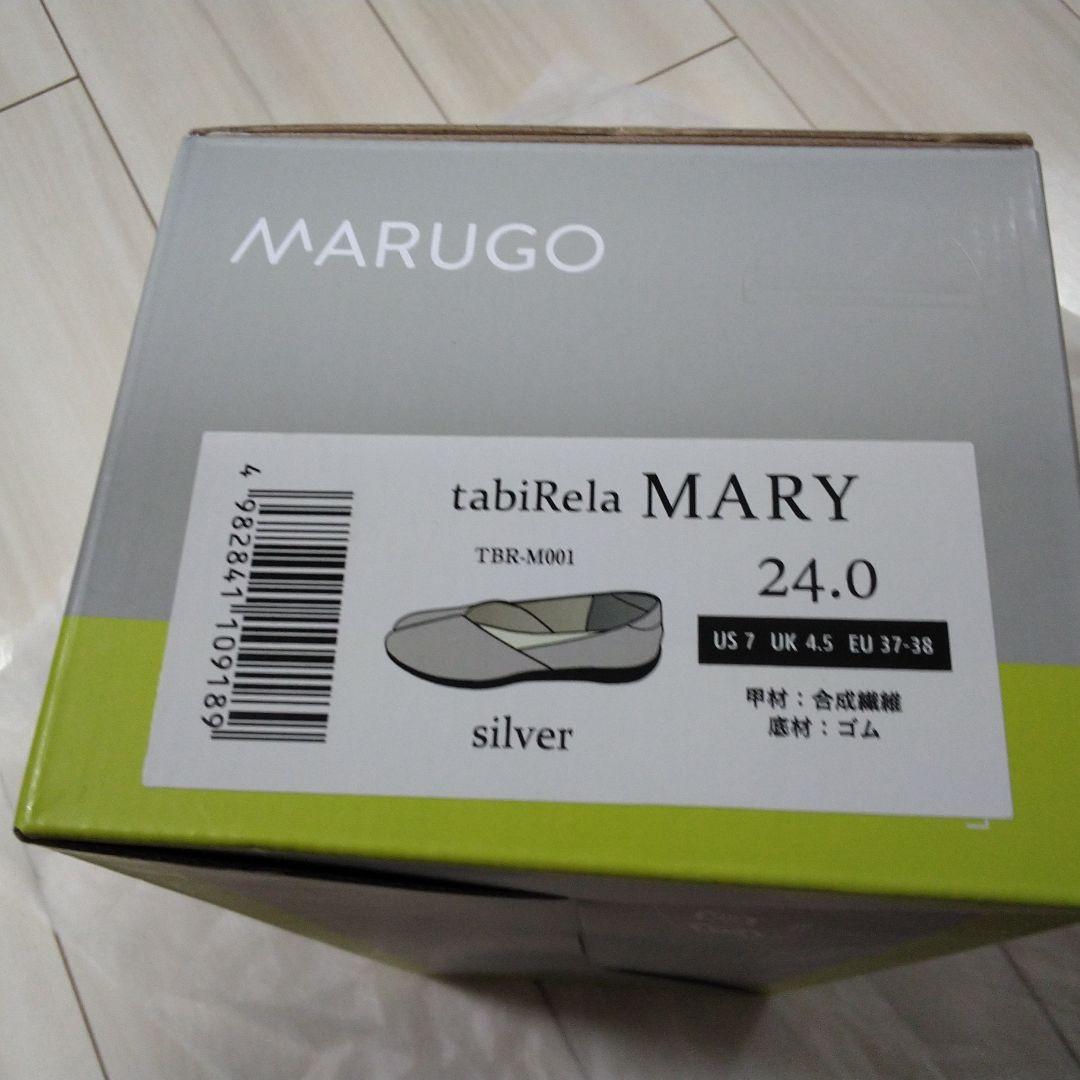 MARUGO
tabiRela MARY
TBR-M001
24.0
US 7 UK 4.5 EU 37-38
甲材：合成繊維
底材：ゴム
silver
4 982841 109189